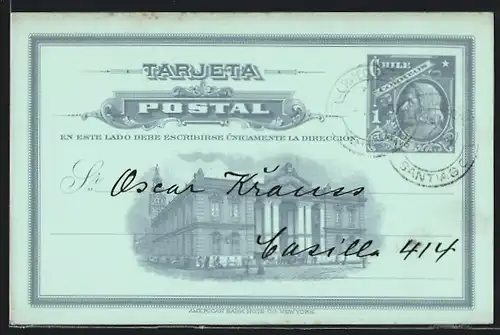 TARJETA
POSTAL
CHILE
1
EN ESTE LADO DEBE ESCRIBIRSE ÚNICAMENTE LA DIRECCION
SANTIAGO
Sr. Oscar Krauss
Casilla 414
AMERICAN BANK NOTE CO. NEW YORK